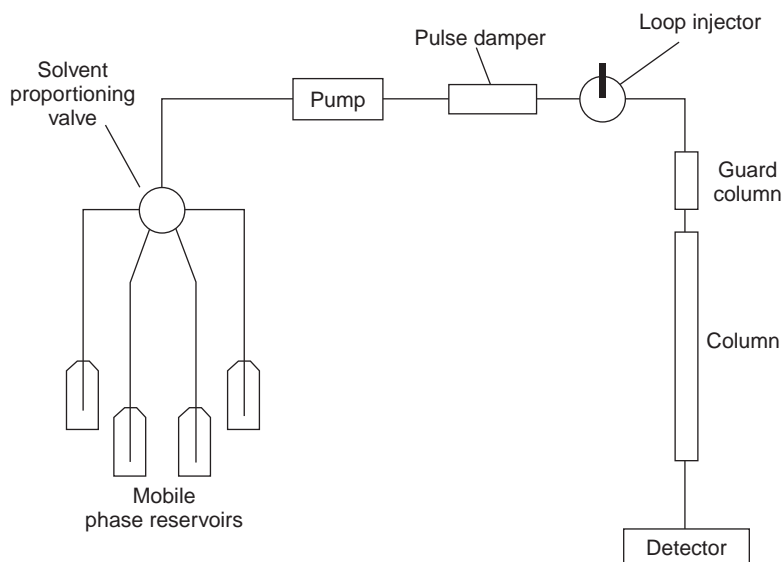 Solvent
proportioning
valve
Pump
Pulse damper
Loop injector
Guard
column
Column
Mobile
phase reservoirs
Detector